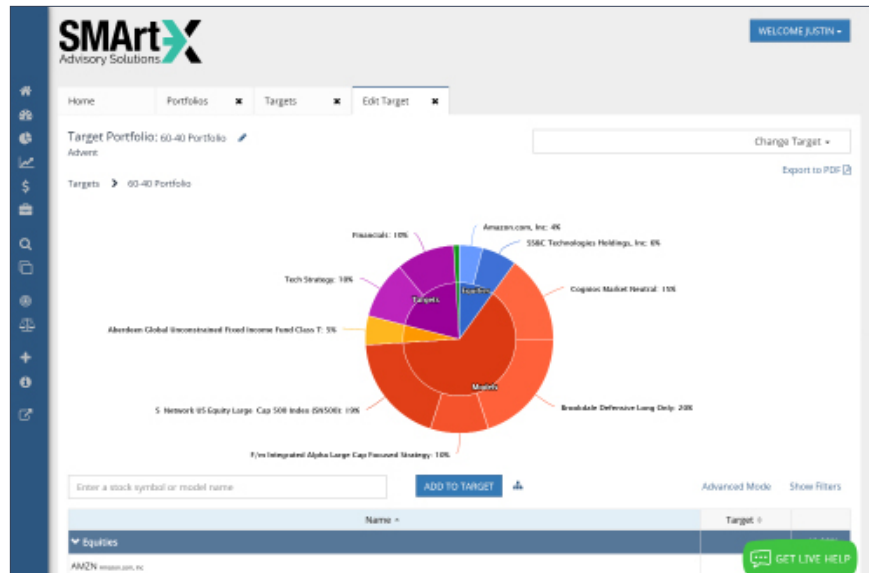 SMArtX
WELCOME JUSTIN
Advisory Solutions
Home
Portfolios
Targets
Edit Target
Target Portfolio: 60-40 Portfolio
Advent
Change Target
Export to PDF
Targets > 60-40 Portfolio
Financials: 10%
Amazon.com, Inc: 4%
SS&C Technologies Holdings, Inc: 6%
Tech Strategy: 10%
Cognios Market Neutral: 15%
Targets
Equities
Aberdeen Global Unconstrained Fixed Income Fund Class T: 5%
Models
S Network US Equity Large Cap 500 Index (SN500): 19%
Brookdale Defensive Long Only: 20%
F/m Integrated Alpha Large Cap Focused Strategy: 10%
Enter a stock symbol or model name
ADD TO TARGET
Advanced Mode
Show Filters
Name
Target
Equities
GET LIVE HELP
AMZN Amazon.com, Inc